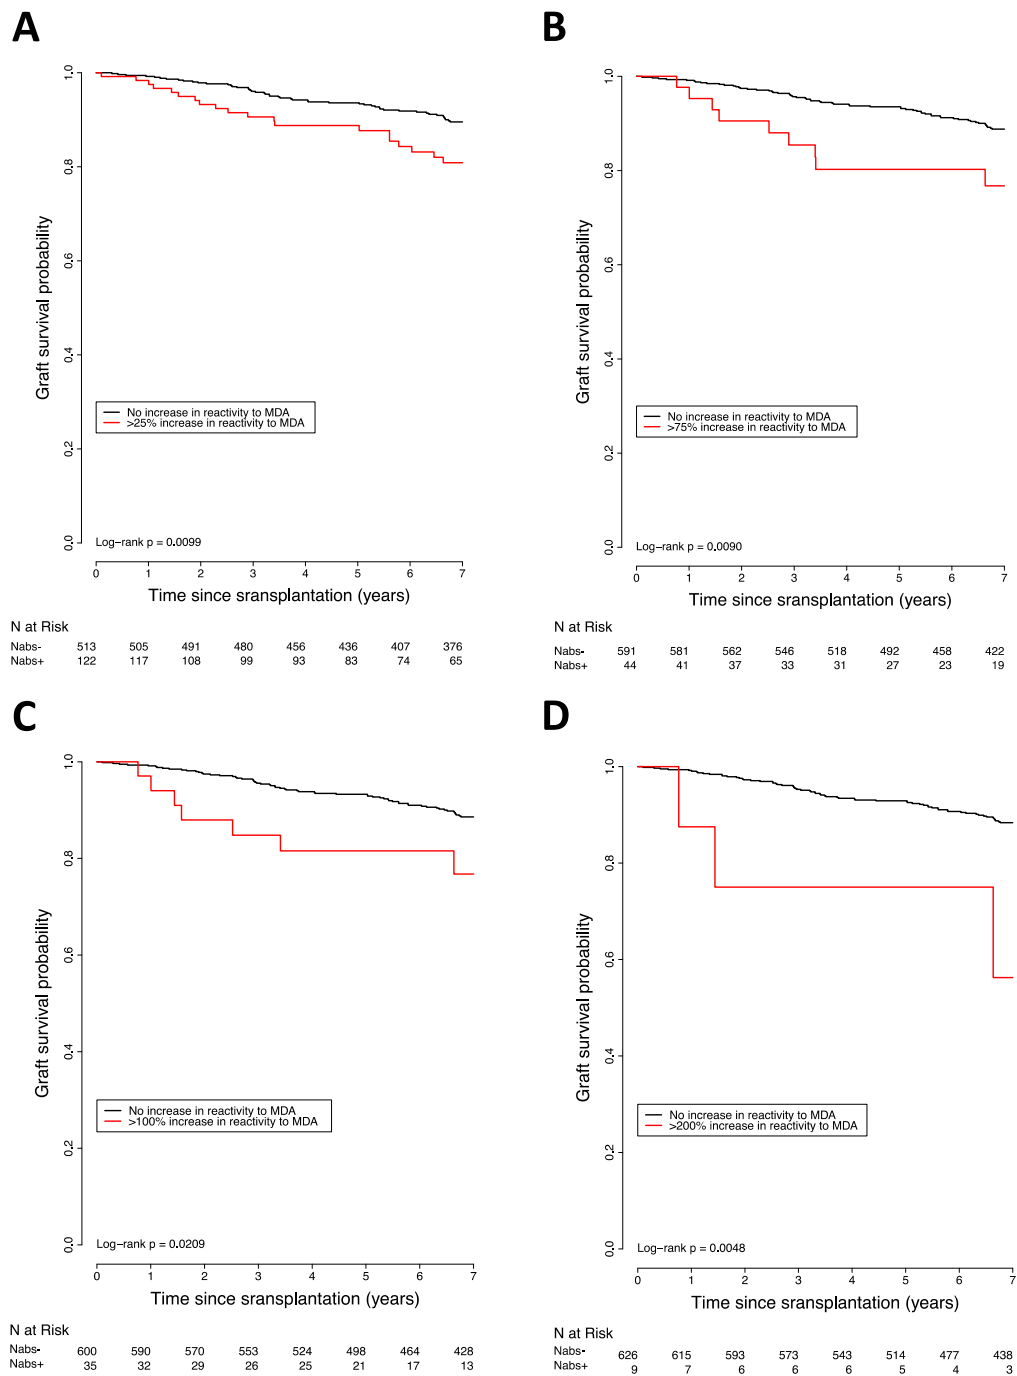 A
Graft survival probability
1.0
0.8
0.6
0.4
0.2
0.0
No increase in reactivity to MDA
>25% increase in reactivity to MDA
Log-rank p = 0.0099
0 1 2 3 4 5 6 7
Time since sransplantation (years)
N at Risk
Nabs- 513 505 491 480 456 436 407 376
Nabs+ 122 117 108 99 93 83 74 65
B
Graft survival probability
1.0
0.8
0.6
0.4
0.2
0.0
No increase in reactivity to MDA
>75% increase in reactivity to MDA
Log-rank p = 0.0090
0 1 2 3 4 5 6 7
Time since sransplantation (years)
N at Risk
Nabs- 591 581 562 546 518 492 458 422
Nabs+ 44 41 37 33 31 27 23 19
C
Graft survival probability
1.0
0.8
0.6
0.4
0.2
0.0
No increase in reactivity to MDA
>100% increase in reactivity to MDA
Log-rank p = 0.0209
0 1 2 3 4 5 6 7
Time since sransplantation (years)
N at Risk
Nabs- 600 590 570 553 524 498 464 428
Nabs+ 35 32 29 26 25 21 17 13
D
Graft survival probability
1.0
0.8
0.6
0.4
0.2
0.0
No increase in reactivity to MDA
>200% increase in reactivity to MDA
Log-rank p = 0.0048
0 1 2 3 4 5 6 7
Time since sransplantation (years)
N at Risk
Nabs- 626 615 593 573 543 514 477 438
Nabs+ 9 7 6 6 6 5 4 3